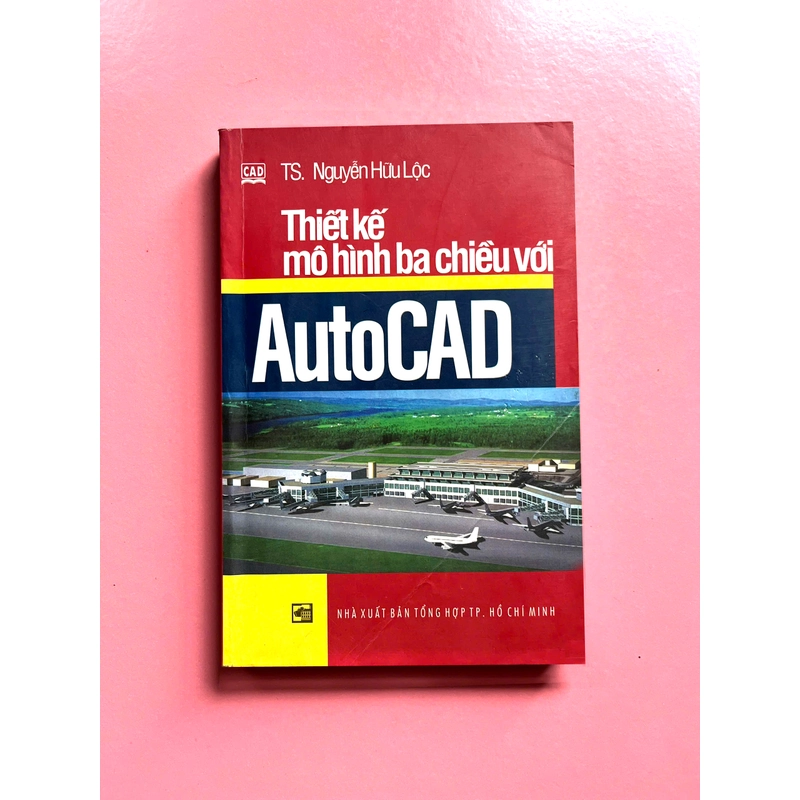 CAD
TS. Nguyễn Hữu Lộc
Thiết kế
mô hình ba chiều với
AutoCAD
NHÀ XUẤT BẢN TỔNG HỢP TP. HỒ CHÍ MINH